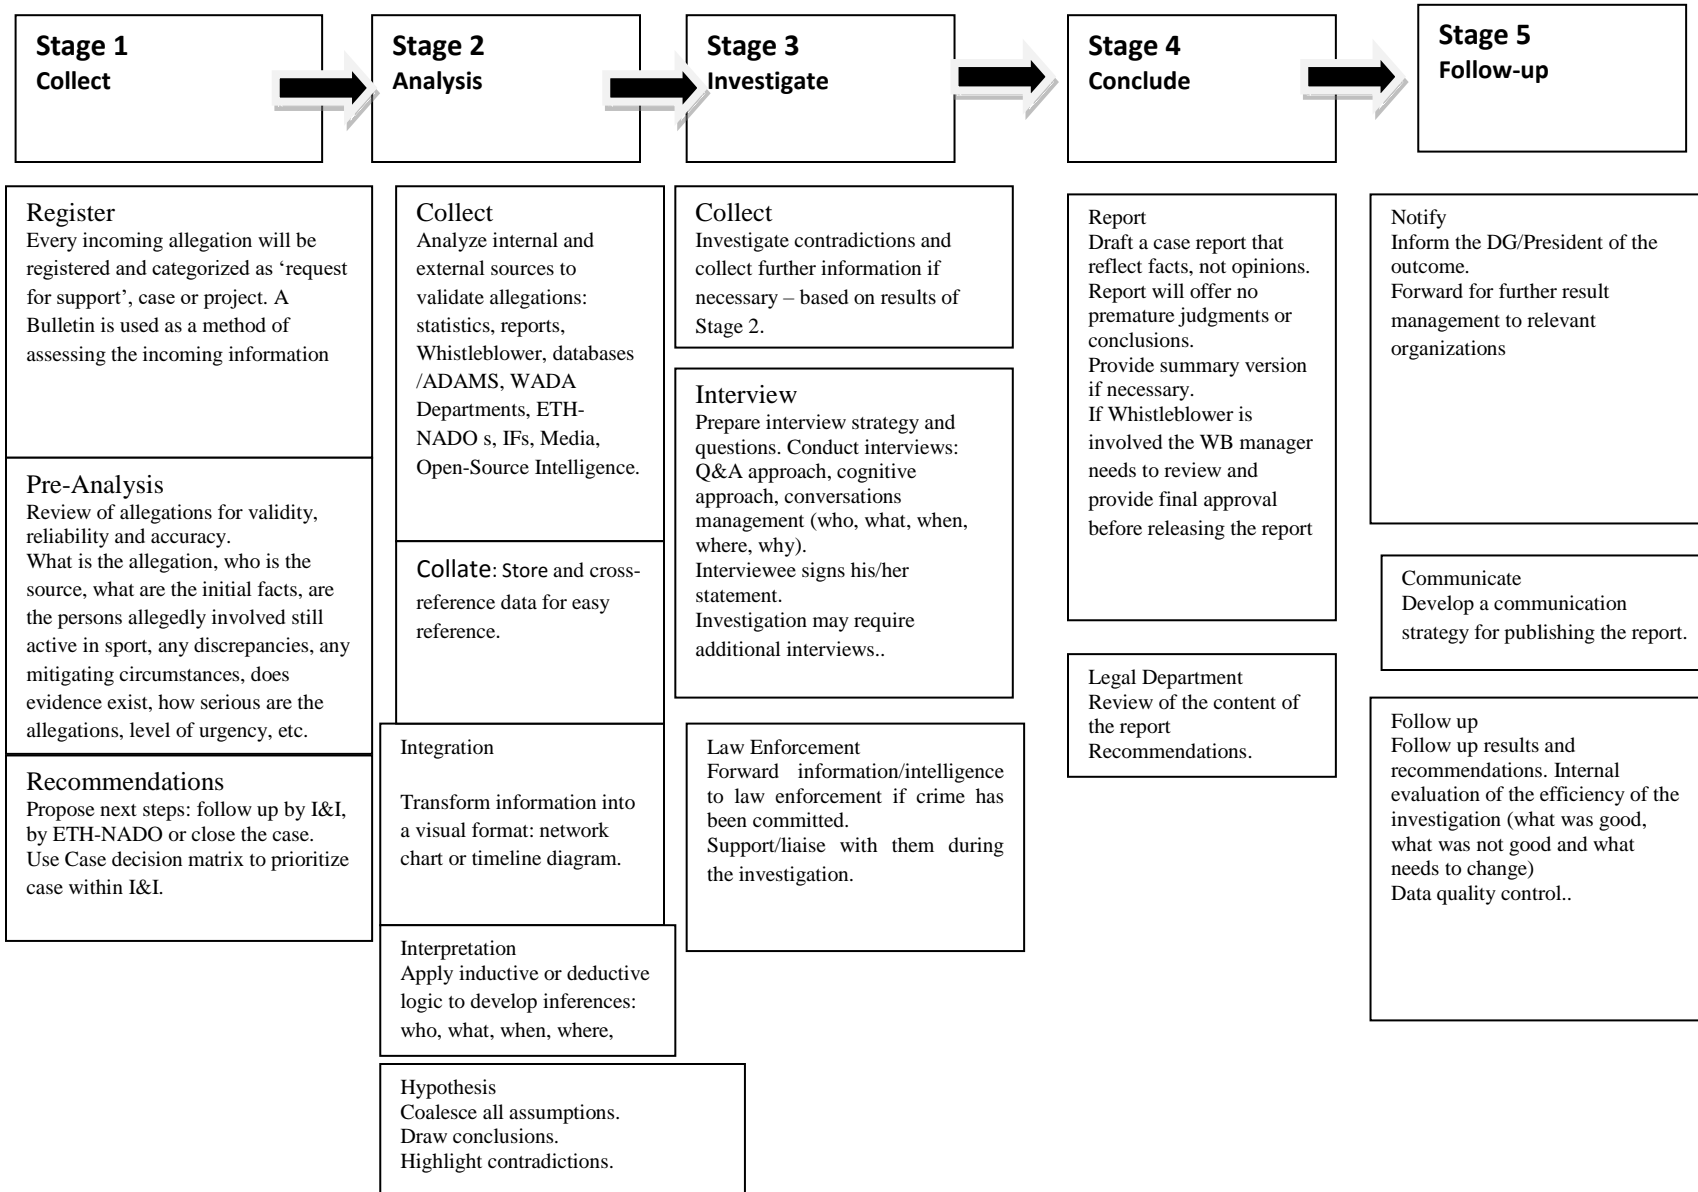 Stage 1
Collect
Stage 2
Analysis
Stage 3
Investigate
Stage 4
Conclude
Stage 5
Follow-up
Register
Every incoming allegation will be
registered and categorized as ‘request
for support’, case or project. A
Bulletin is used as a method of
assessing the incoming information
Pre-Analysis
Review of allegations for validity,
reliability and accuracy.
What is the allegation, who is the
source, what are the initial facts, are
the persons allegedly involved still
active in sport, any discrepancies, any
mitigating circumstances, does
evidence exist, how serious are the
allegations, level of urgency, etc.
Recommendations
Propose next steps: follow up by I&I,
by ETH-NADO or close the case.
Use Case decision matrix to prioritize
case within I&I.
Collect
Analyze internal and
external sources to
validate allegations:
statistics, reports,
Whistleblower, databases
/ADAMS, WADA
Departments, ETH-
NADO s, IFs, Media,
Open-Source Intelligence.
Collate: Store and cross-
reference data for easy
reference.
Integration
Transform information into
a visual format: network
chart or timeline diagram.
Interpretation
Apply inductive or deductive
logic to develop inferences:
who, what, when, where,
Hypothesis
Coalesce all assumptions.
Draw conclusions.
Highlight contradictions.
Collect
Investigate contradictions and
collect further information if
necessary – based on results of
Stage 2.
Interview
Prepare interview strategy and
questions. Conduct interviews:
Q&A approach, cognitive
approach, conversations
management (who, what, when,
where, why).
Interviewee signs his/her
statement.
Investigation may require
additional interviews..
Law Enforcement
Forward information/intelligence
to law enforcement if crime has
been committed.
Support/liaise with them during
the investigation.
Report
Draft a case report that
reflect facts, not opinions.
Report will offer no
premature judgments or
conclusions.
Provide summary version
if necessary.
If Whistleblower is
involved the WB manager
needs to review and
provide final approval
before releasing the report
Legal Department
Review of the content of
the report
Recommendations.
Notify
Inform the DG/President of the
outcome.
Forward for further result
management to relevant
organizations
Communicate
Develop a communication
strategy for publishing the report.
Follow up
Follow up results and
recommendations. Internal
evaluation of the efficiency of the
investigation (what was good,
what was not good and what
needs to change)
Data quality control..